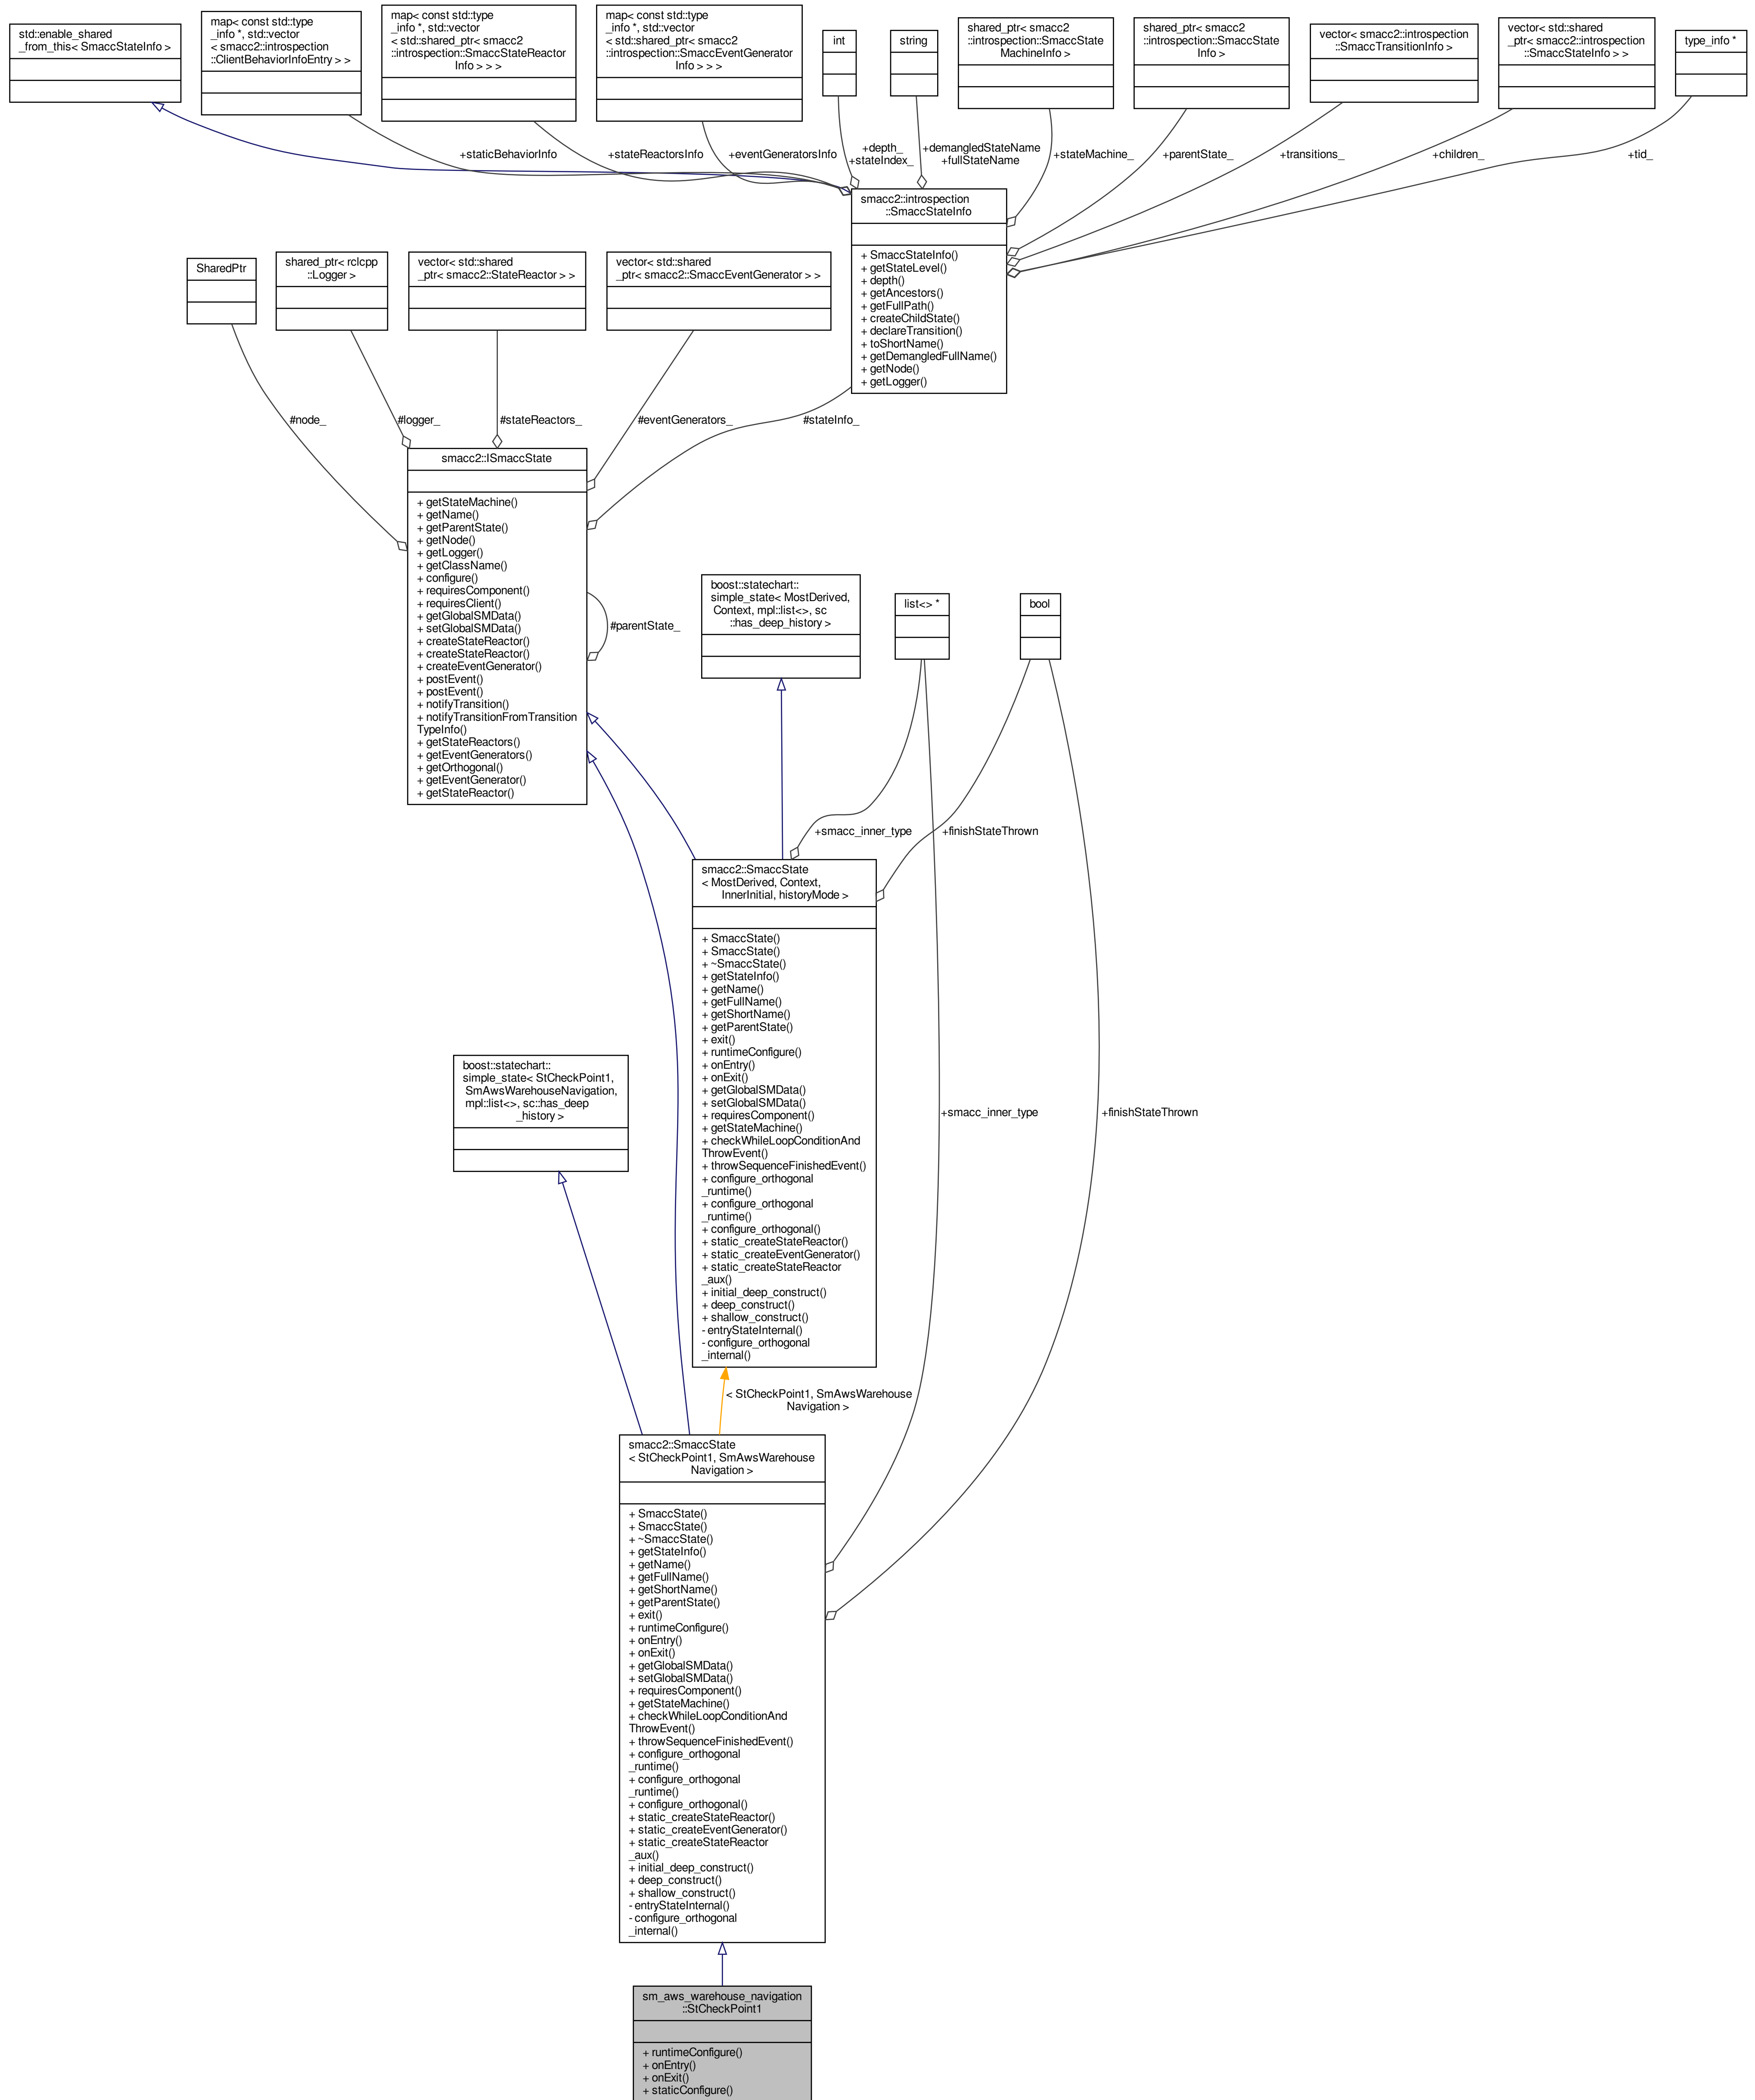 std::enable_shared
_from_this< SmaccStateInfo >
map< const std::type
_info *, std::vector
< smacc2::introspection
::ClientBehaviorInfoEntry > >
map< const std::type
_info *, std::vector
< std::shared_ptr< smacc2
::introspection::SmaccStateReactor
Info > > >
map< const std::type
_info *, std::vector
< std::shared_ptr< smacc2
::introspection::SmaccEventGenerator
Info > > >
int
string
shared_ptr< smacc2
::introspection::SmaccState
MachineInfo >
shared_ptr< smacc2
::introspection::SmaccState
Info >
vector< smacc2::introspection
::SmaccTransitionInfo >
vector< std::shared
_ptr< smacc2::introspection
::SmaccStateInfo > >
type_info *
+staticBehaviorInfo
+stateReactorsInfo
+eventGeneratorsInfo
+depth_
+stateIndex_
+demangledStateName
+fullStateName
+stateMachine_
+parentState_
+transitions_
+children_
+tid_
smacc2::introspection
::SmaccStateInfo
+ SmaccStateInfo()
+ getStateLevel()
+ depth()
+ getAncestors()
+ getFullPath()
+ createChildState()
+ declareTransition()
+ toShortName()
+ getDemangledFullName()
+ getNode()
+ getLogger()
SharedPtr
shared_ptr< rclcpp
::Logger >
vector< std::shared
_ptr< smacc2::StateReactor > >
vector< std::shared
_ptr< smacc2::SmaccEventGenerator > >
#node_
#logger_
#stateReactors_
#eventGenerators_
#stateInfo_
smacc2::ISmaccState
+ getStateMachine()
+ getName()
+ getParentState()
+ getNode()
+ getLogger()
+ getClassName()
+ configure()
+ requiresComponent()
+ requiresClient()
+ getGlobalSMData()
+ setGlobalSMData()
+ createStateReactor()
+ createStateReactor()
+ createEventGenerator()
+ postEvent()
+ postEvent()
+ notifyTransition()
+ notifyTransitionFromTransition
TypeInfo()
+ getStateReactors()
+ getEventGenerators()
+ getOrthogonal()
+ getEventGenerator()
+ getStateReactor()
#parentState_
boost::statechart::
simple_state< MostDerived,
Context, mpl::list<>, sc
::has_deep_history >
list<> *
bool
+smacc_inner_type
+finishStateThrown
smacc2::SmaccState
< MostDerived, Context,
InnerInitial, historyMode >
+ SmaccState()
+ SmaccState()
+ ~SmaccState()
+ getStateInfo()
+ getName()
+ getFullName()
+ getShortName()
+ getParentState()
+ exit()
+ runtimeConfigure()
+ onEntry()
+ onExit()
+ getGlobalSMData()
+ setGlobalSMData()
+ requiresComponent()
+ getStateMachine()
+ checkWhileLoopConditionAnd
ThrowEvent()
+ throwSequenceFinishedEvent()
+ configure_orthogonal
_runtime()
+ configure_orthogonal
_runtime()
+ configure_orthogonal()
+ static_createStateReactor()
+ static_createEventGenerator()
+ static_createStateReactor
_aux()
+ initial_deep_construct()
+ deep_construct()
+ shallow_construct()
- entryStateInternal()
- configure_orthogonal
_internal()
boost::statechart::
simple_state< StCheckPoint1,
SmAwsWarehouseNavigation,
mpl::list<>, sc::has_deep
_history >
+smacc_inner_type
+finishStateThrown
< StCheckPoint1, SmAwsWarehouse
Navigation >
smacc2::SmaccState
< StCheckPoint1, SmAwsWarehouse
Navigation >
+ SmaccState()
+ SmaccState()
+ ~SmaccState()
+ getStateInfo()
+ getName()
+ getFullName()
+ getShortName()
+ getParentState()
+ exit()
+ runtimeConfigure()
+ onEntry()
+ onExit()
+ getGlobalSMData()
+ setGlobalSMData()
+ requiresComponent()
+ getStateMachine()
+ checkWhileLoopConditionAnd
ThrowEvent()
+ throwSequenceFinishedEvent()
+ configure_orthogonal
_runtime()
+ configure_orthogonal
_runtime()
+ configure_orthogonal()
+ static_createStateReactor()
+ static_createEventGenerator()
+ static_createStateReactor
_aux()
+ initial_deep_construct()
+ deep_construct()
+ shallow_construct()
- entryStateInternal()
- configure_orthogonal
_internal()
sm_aws_warehouse_navigation
::StCheckPoint1
+ runtimeConfigure()
+ onEntry()
+ onExit()
+ staticConfigure()